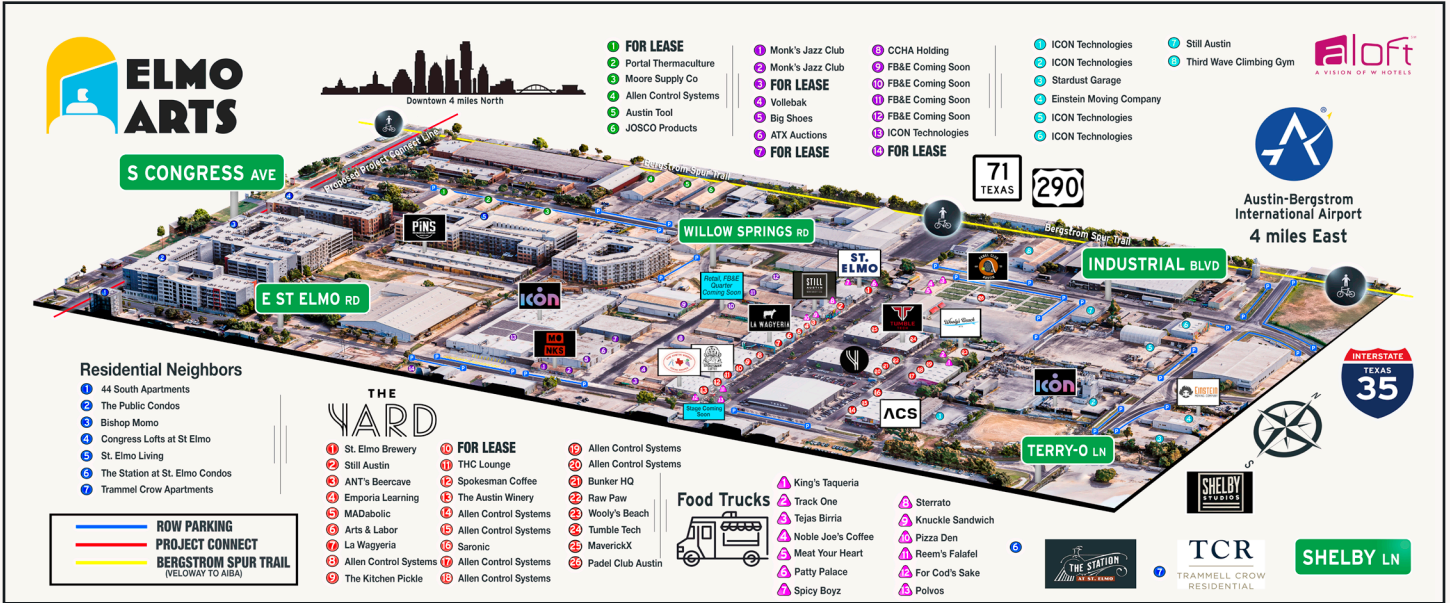 ELMO
ARTS
Downtown 4 miles North
1 FOR LEASE
2 Portal Thermaculture
3 Moore Supply Co
4 Allen Control Systems
5 Austin Tool
6 JOSCO Products
1 Monk's Jazz Club
2 Monk's Jazz Club
3 FOR LEASE
4 Vollebak
5 Big Shoes
6 ATX Auctions
7 FOR LEASE
8 CCHA Holding
9 FB&E Coming Soon
10 FB&E Coming Soon
11 FB&E Coming Soon
12 FB&E Coming Soon
13 ICON Technologies
14 FOR LEASE
1 ICON Technologies
2 ICON Technologies
3 Stardust Garage
4 Einstein Moving Company
5 ICON Technologies
6 ICON Technologies
7 Still Austin
8 Third Wave Climbing Gym
aloft
A VISION OF W HOTELS
Austin-Bergstrom
International Airport
4 miles East
71
TEXAS
290
S CONGRESS AVE
Proposed Project Connect Line
Bergstrom Spur Trail
Bergstrom Spur Trail
PINS
WILLOW SPRINGS RD
INDUSTRIAL BLVD
E ST ELMO RD
ICON
Retail, FB&E
Quarter
Coming Soon
STILL
AUSTIN
ST.
ELMO
LA WAGYERIA
TUMBLE
Wooly's Beach
MO
NKS
Stage Coming
Soon
ACS
ICON
EINSTEIN
TERRY-O LN
INTERSTATE
TEXAS
35
N
S
Residential Neighbors
1 44 South Apartments
2 The Public Condos
3 Bishop Momo
4 Congress Lofts at St Elmo
5 St. Elmo Living
6 The Station at St. Elmo Condos
7 Trammel Crow Apartments
ROW PARKING
PROJECT CONNECT
BERGSTROM SPUR TRAIL
(VELOWAY TO AIBA)
THE
YARD
1 St. Elmo Brewery
2 Still Austin
3 ANT's Beercave
4 Emporia Learning
5 MADabolic
6 Arts & Labor
7 La Wagyeria
8 Allen Control Systems
9 The Kitchen Pickle
10 FOR LEASE
11 THC Lounge
12 Spokesman Coffee
13 The Austin Winery
14 Allen Control Systems
15 Allen Control Systems
16 Saronic
17 Allen Control Systems
18 Allen Control Systems
19 Allen Control Systems
20 Allen Control Systems
21 Bunker HQ
22 Raw Paw
23 Wooly's Beach
24 Tumble Tech
25 MaverickX
26 Padel Club Austin
Food Trucks
1 King's Taqueria
2 Track One
3 Tejas Birria
4 Noble Joe's Coffee
5 Meat Your Heart
6 Patty Palace
7 Spicy Boyz
8 Sterrato
9 Knuckle Sandwich
10 Pizza Den
11 Reem's Falafel
12 For Cod's Sake
13 Polvos
SHELBY
STUDIOS
6
THE STATION
AT ST. ELMO
7
TCR
TRAMMELL CROW
RESIDENTIAL
SHELBY LN